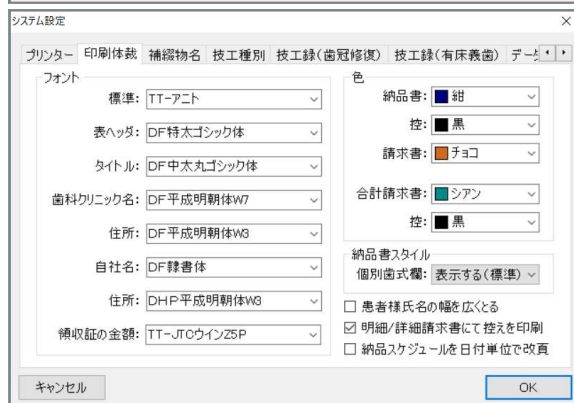 システム設定
プリンター 印刷体裁 補綴物名 技工種別 技工録(歯冠修復) 技工録(有床義歯)
フォント
標準: TT-アニト
表ヘッダ: DF特太ゴシック体
タイトル: DF中太丸ゴシック体
歯科クリニック名: DF平成明朝体W7
住所: DF平成明朝体W3
自社名: DF隷書体
住所: DHP平成明朝体W3
領収証の金額: TT-JTCウインZ5P
色
納品書: 紺
控: 黒
請求書: チョコ
合計請求書: シアン
控: 黒
納品書スタイル
個別歯式欄: 表示する(標準)
患者様氏名の幅を広くとる
明細/詳細請求書にて控えを印刷
納品スケジュールを日付単位で改頁
キャンセル
OK